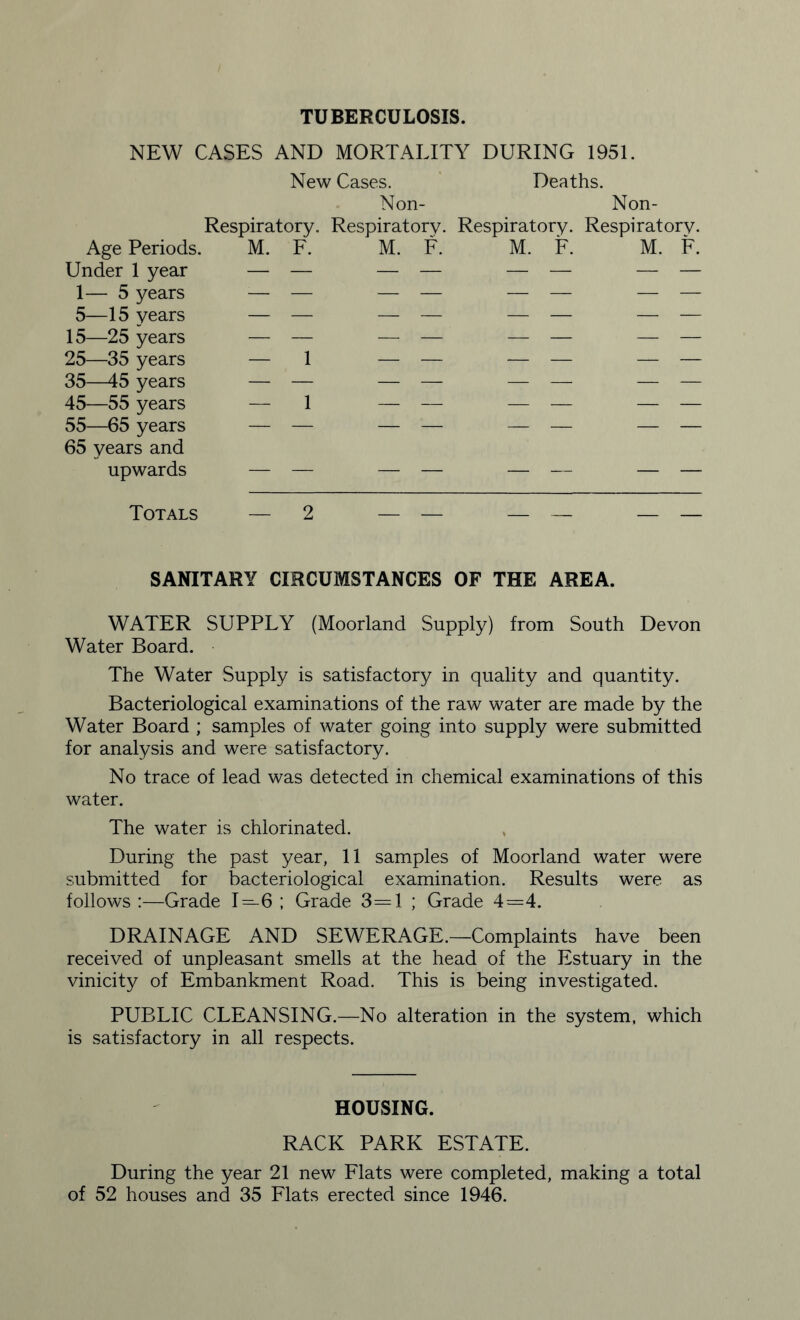 TUBERCULOSIS.
NEW CASES AND MORTALITY DURING 1951.
New Cases. Deaths.
Non- Non-
Respiratory. Respiratory. Respiratory. Respiratory.
Age Periods. M. F. M. F. M. F. M. F.
Under 1 year — — — — — — — —
1— 5 years — — — — — — — —
5—15 years — — — — — — — —
15—25 years — — — — — — — —
25—35 years — 1 — — — — — —
35—45 years — — — — — — — —
45—55 years — 1 — — — — — —
55—65 years — — — — — — — —
65 years and
upwards — — — — — — — —
TOTALS — 2 — — — — — —
SANITARY CIRCUMSTANCES OF THE AREA.
WATER SUPPLY (Moorland Supply) from South Devon
Water Board.
The Water Supply is satisfactory in quality and quantity.
Bacteriological examinations of the raw water are made by the
Water Board ; samples of water going into supply were submitted
for analysis and were satisfactory.
No trace of lead was detected in chemical examinations of this
water.
The water is chlorinated.
During the past year, 11 samples of Moorland water were
submitted for bacteriological examination. Results were as
follows :—Grade I=6 ; Grade 3=1 ; Grade 4=4.
DRAINAGE AND SEWERAGE.—Complaints have been
received of unpleasant smells at the head of the Estuary in the
vinicity of Embankment Road. This is being investigated.
PUBLIC CLEANSING.—No alteration in the system, which
is satisfactory in all respects.
HOUSING.
RACK PARK ESTATE.
During the year 21 new Flats were completed, making a total
of 52 houses and 35 Flats erected since 1946.